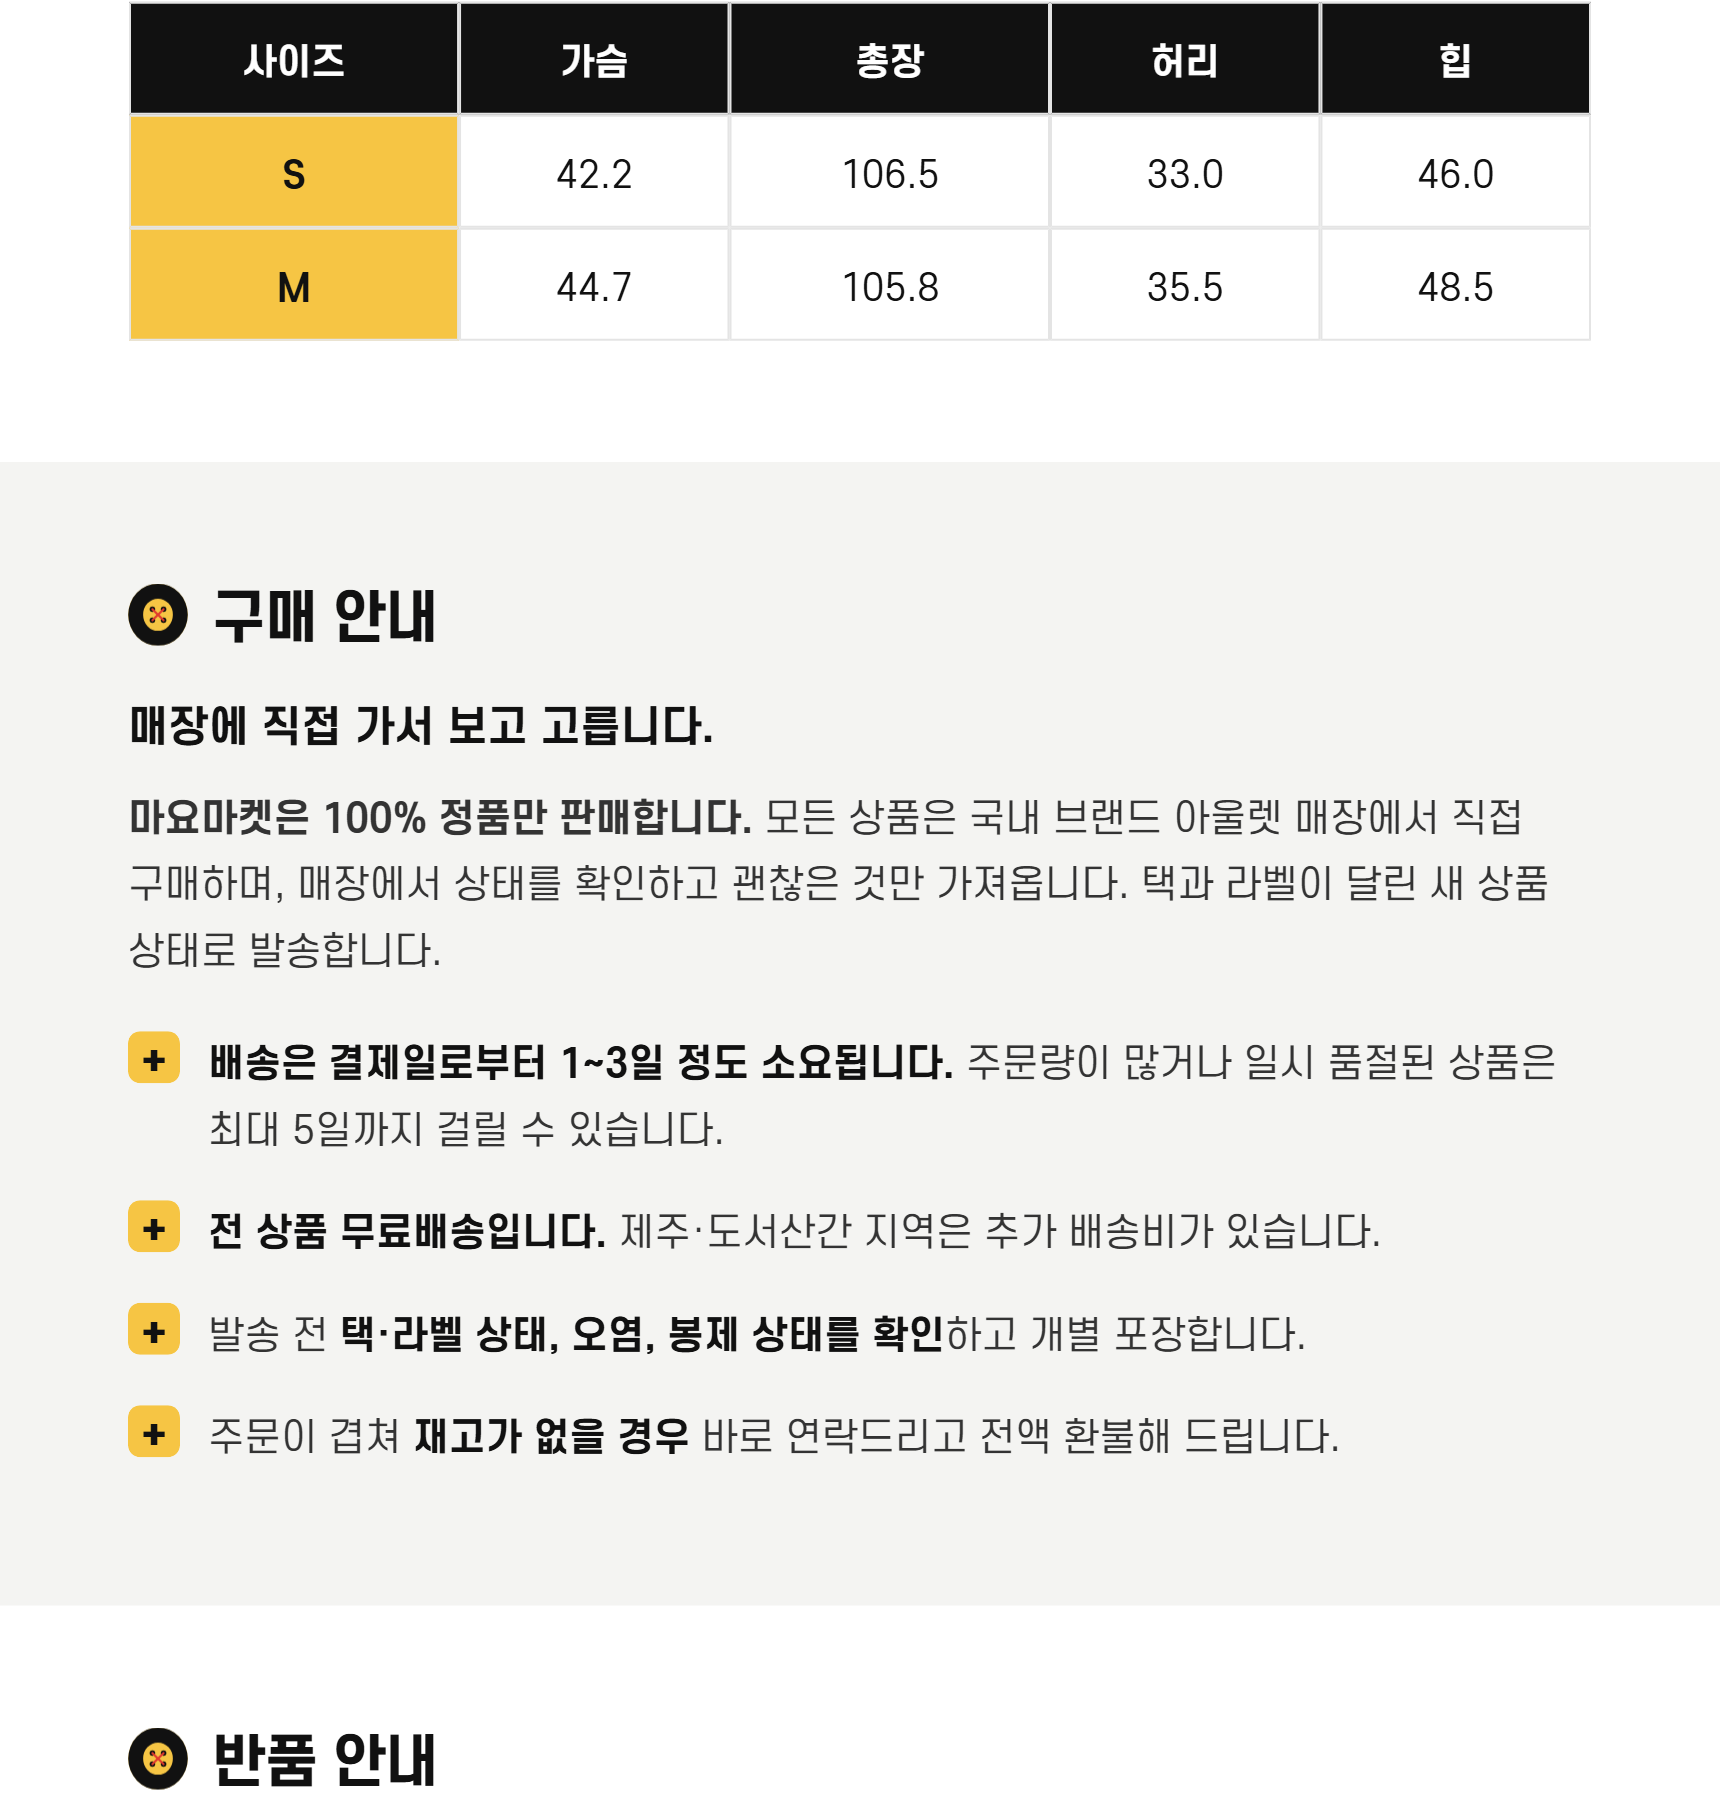 사이즈 가슴 총장 허리 힙
S 42.2 106.5 33.0 46.0
M 44.7 105.8 35.5 48.5
구매 안내
매장에 직접 가서 보고 고릅니다.
마요마켓은 100% 정품만 판매합니다. 모든 상품은 국내 브랜드 아울렛 매장에서 직접
구매하며, 매장에서 상태를 확인하고 괜찮은 것만 가져옵니다. 택과 라벨이 달린 새 상품
상태로 발송합니다.
+ 배송은 결제일로부터 1~3일 정도 소요됩니다. 주문량이 많거나 일시 품절된 상품은
최대 5일까지 걸릴 수 있습니다.
+ 전 상품 무료배송입니다. 제주·도서산간 지역은 추가 배송비가 있습니다.
+ 발송 전 택·라벨 상태, 오염, 봉제 상태를 확인하고 개별 포장합니다.
+ 주문이 겹쳐 재고가 없을 경우 바로 연락드리고 전액 환불해 드립니다.
반품 안내